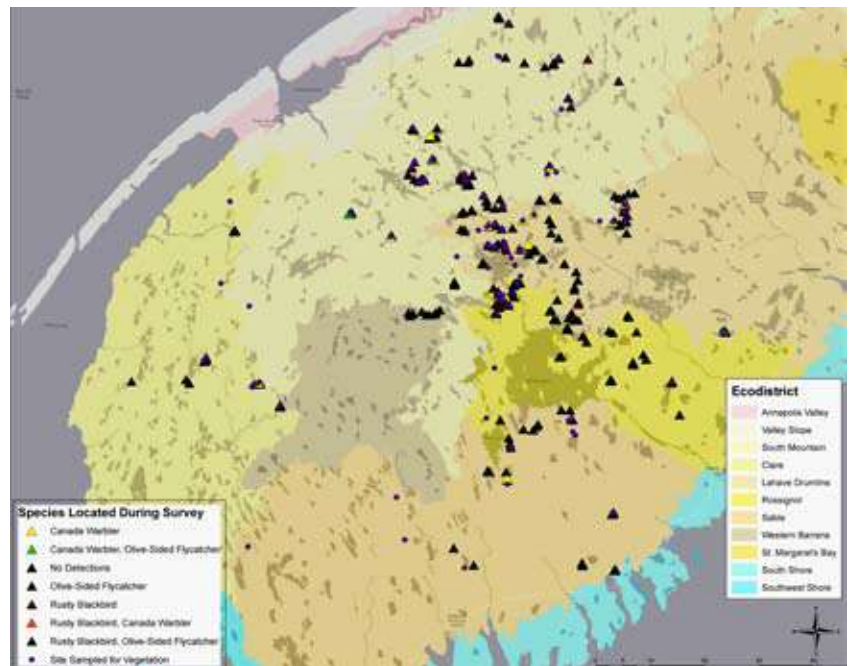 Ecodistrict
Annapolis Valley
Valley Slope
South Mountain
Clare
Lahave Drumlins
Rossignol
Sable
Western Barrens
St. Margaret's Bay
South Shore
Southwest Shore
Species Located During Survey
Canada Warbler
Canada Warbler, Olive-Sided Flycatcher
No Detections
Olive-Sided Flycatcher
Rusty Blackbird
Rusty Blackbird, Canada Warbler
Rusty Blackbird, Olive-Sided Flycatcher
Site Sampled for Vegetation